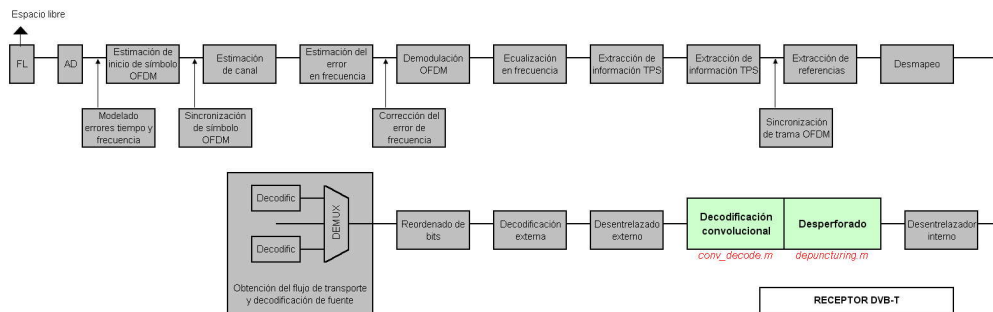 Espacio libre
FL
AD
Estimación de
inicio de símbolo
OFDM
Estimación
de canal
Estimación del
error
en frecuencia
Demodulación
OFDM
Ecualización
en frecuencia
Extracción de
información TPS
Extracción de
información TPS
Extracción de
referencias
Desmapeo
Modelado
errores tiempo y
frecuencia
Sincronización
de símbolo
OFDM
Corrección del
error de
frecuencia
Sincronización
de trama OFDM
Decodific
Decodific
DEMUX
Obtención del flujo de transporte
y decodificación de fuente
Reordenado de
bits
Decodificación
externa
Desentrelazado
externo
Decodificación
convolucional
conv_decode.m
Desperforado
depuncturing.m
Desentrelazador
interno
RECEPTOR DVB-T